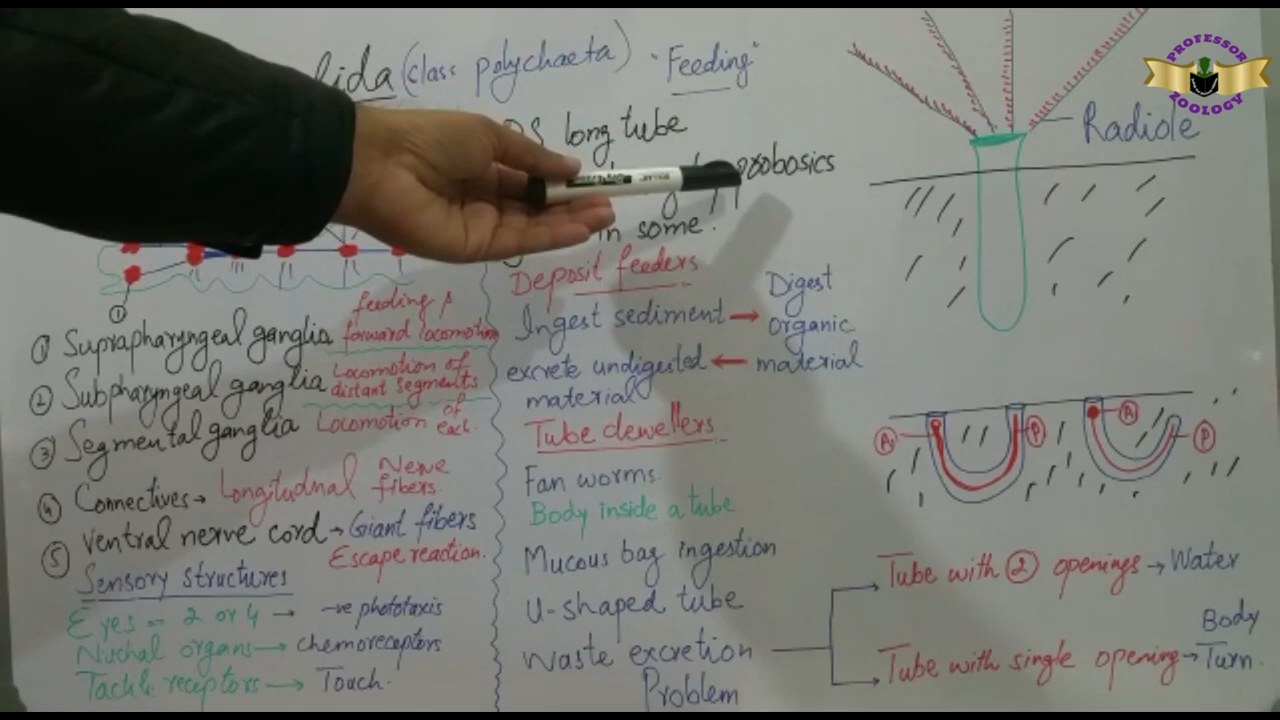 (class polychaeta) "Feeding"
long tube
in some.
Deposit feeders
Ingest sediment → Digest organic material
excrete undigested ← material
Tube dewellers
Fan worms.
Body inside a tube
Mucous bag ingestion
U-shaped tube
Waste excretion
Problem
Tube with 2 openings → Water
Tube with single opening → Body Turn.
①
① Suprapharyngeal ganglia feeding & forward locomotion
② Subpharyngeal ganglia Locomotion of distant segments
③ Segmental ganglia Locomotion of each.
④ Connectives → Longitudinal Nerve fibers.
⑤ Ventral nerve cord → Giant fibers
Escape reaction.
Sensory structures
Eyes = 2 or 4 → -ve phototaxis
Nuchal organs → chemoreceptors
Tactile receptors → Touch.
Radiole
A P A P
PROFESSOR
ZOOLOGY